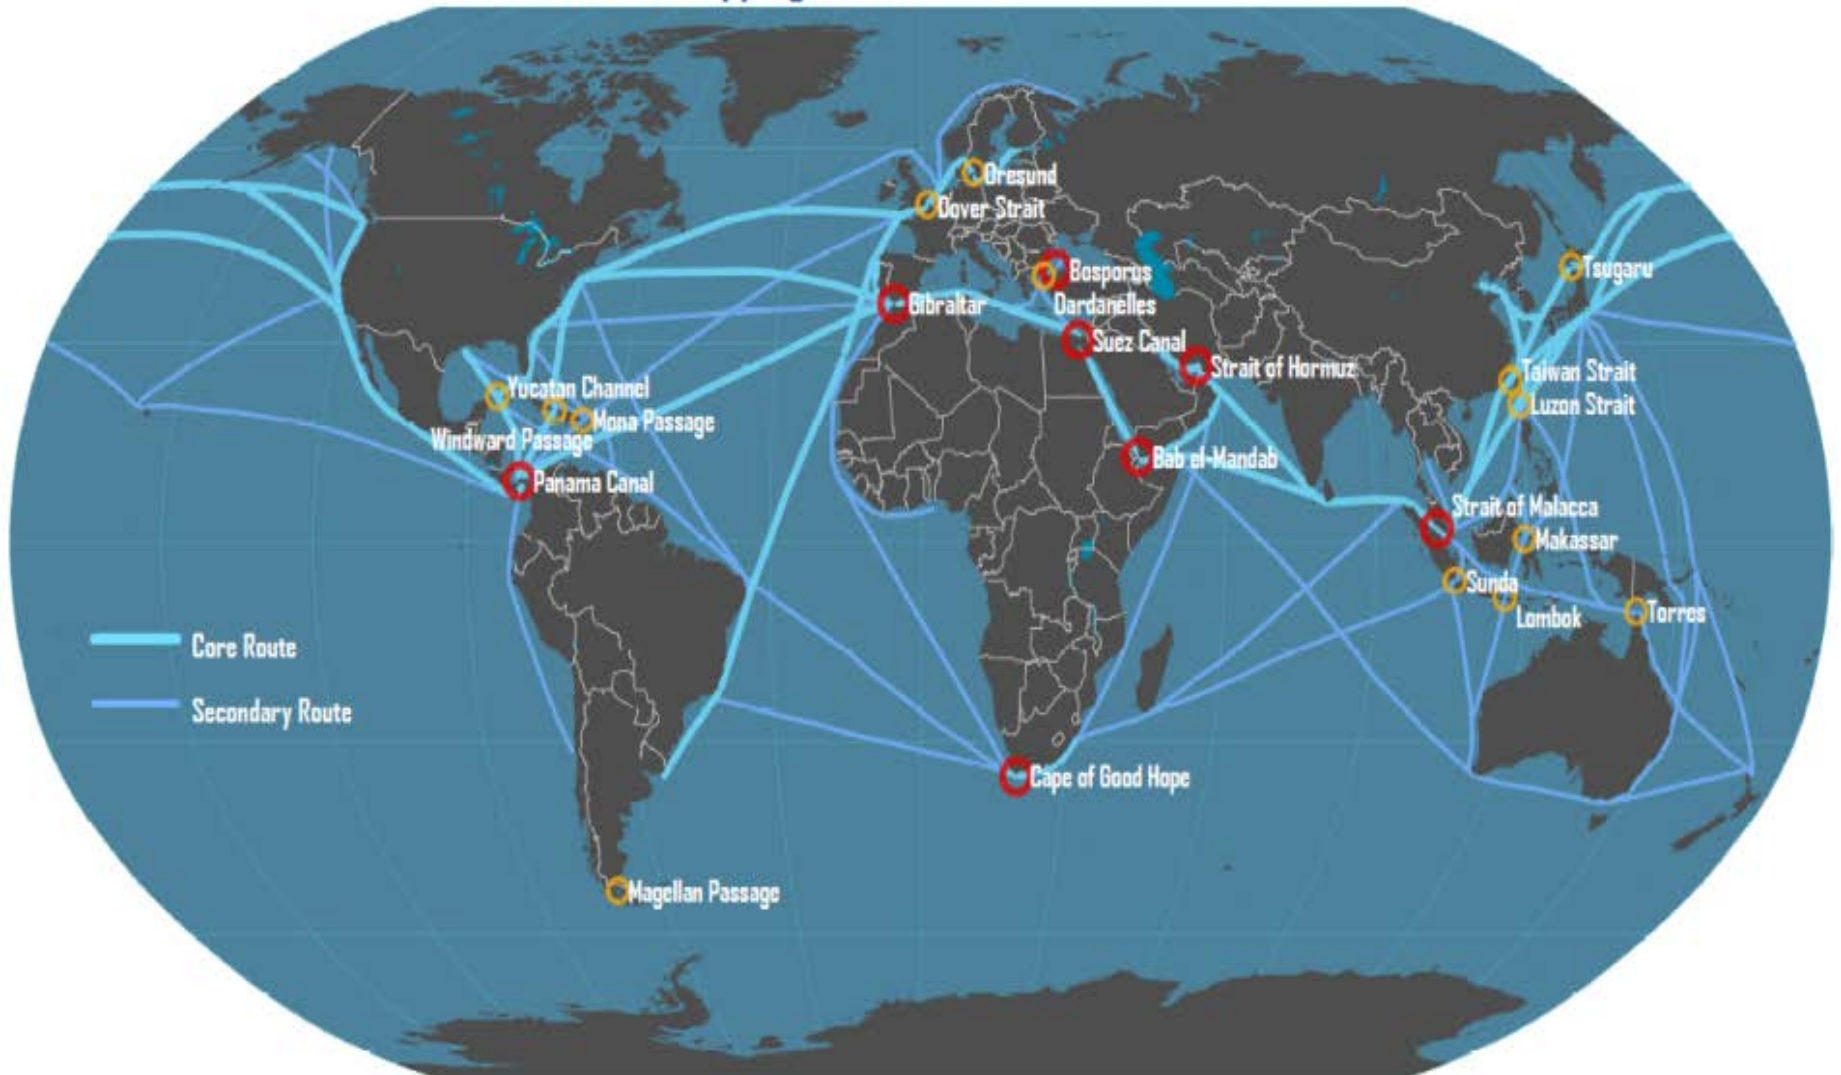 Oresund
Dover Strait
Bosporus
Tsugaru
Gibraltar
Dardanelles
Suez Canal
Strait of Hormuz
Taiwan Strait
Yucatan Channel
Luzon Strait
Mona Passage
Windward Passage
Bab el-Mandab
Panama Canal
Strait of Malacca
Makassar
Sunda
Lombok
Torres
Core Route
Secondary Route
Cape of Good Hope
Magellan Passage